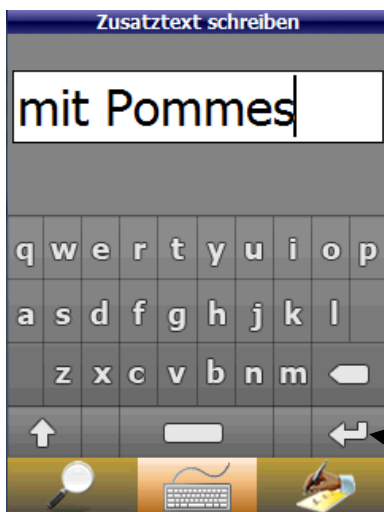 Zusatztext schreiben
mit Pommes
q w e r t y u i o p
a s d f g h j k l
z x c v b n m